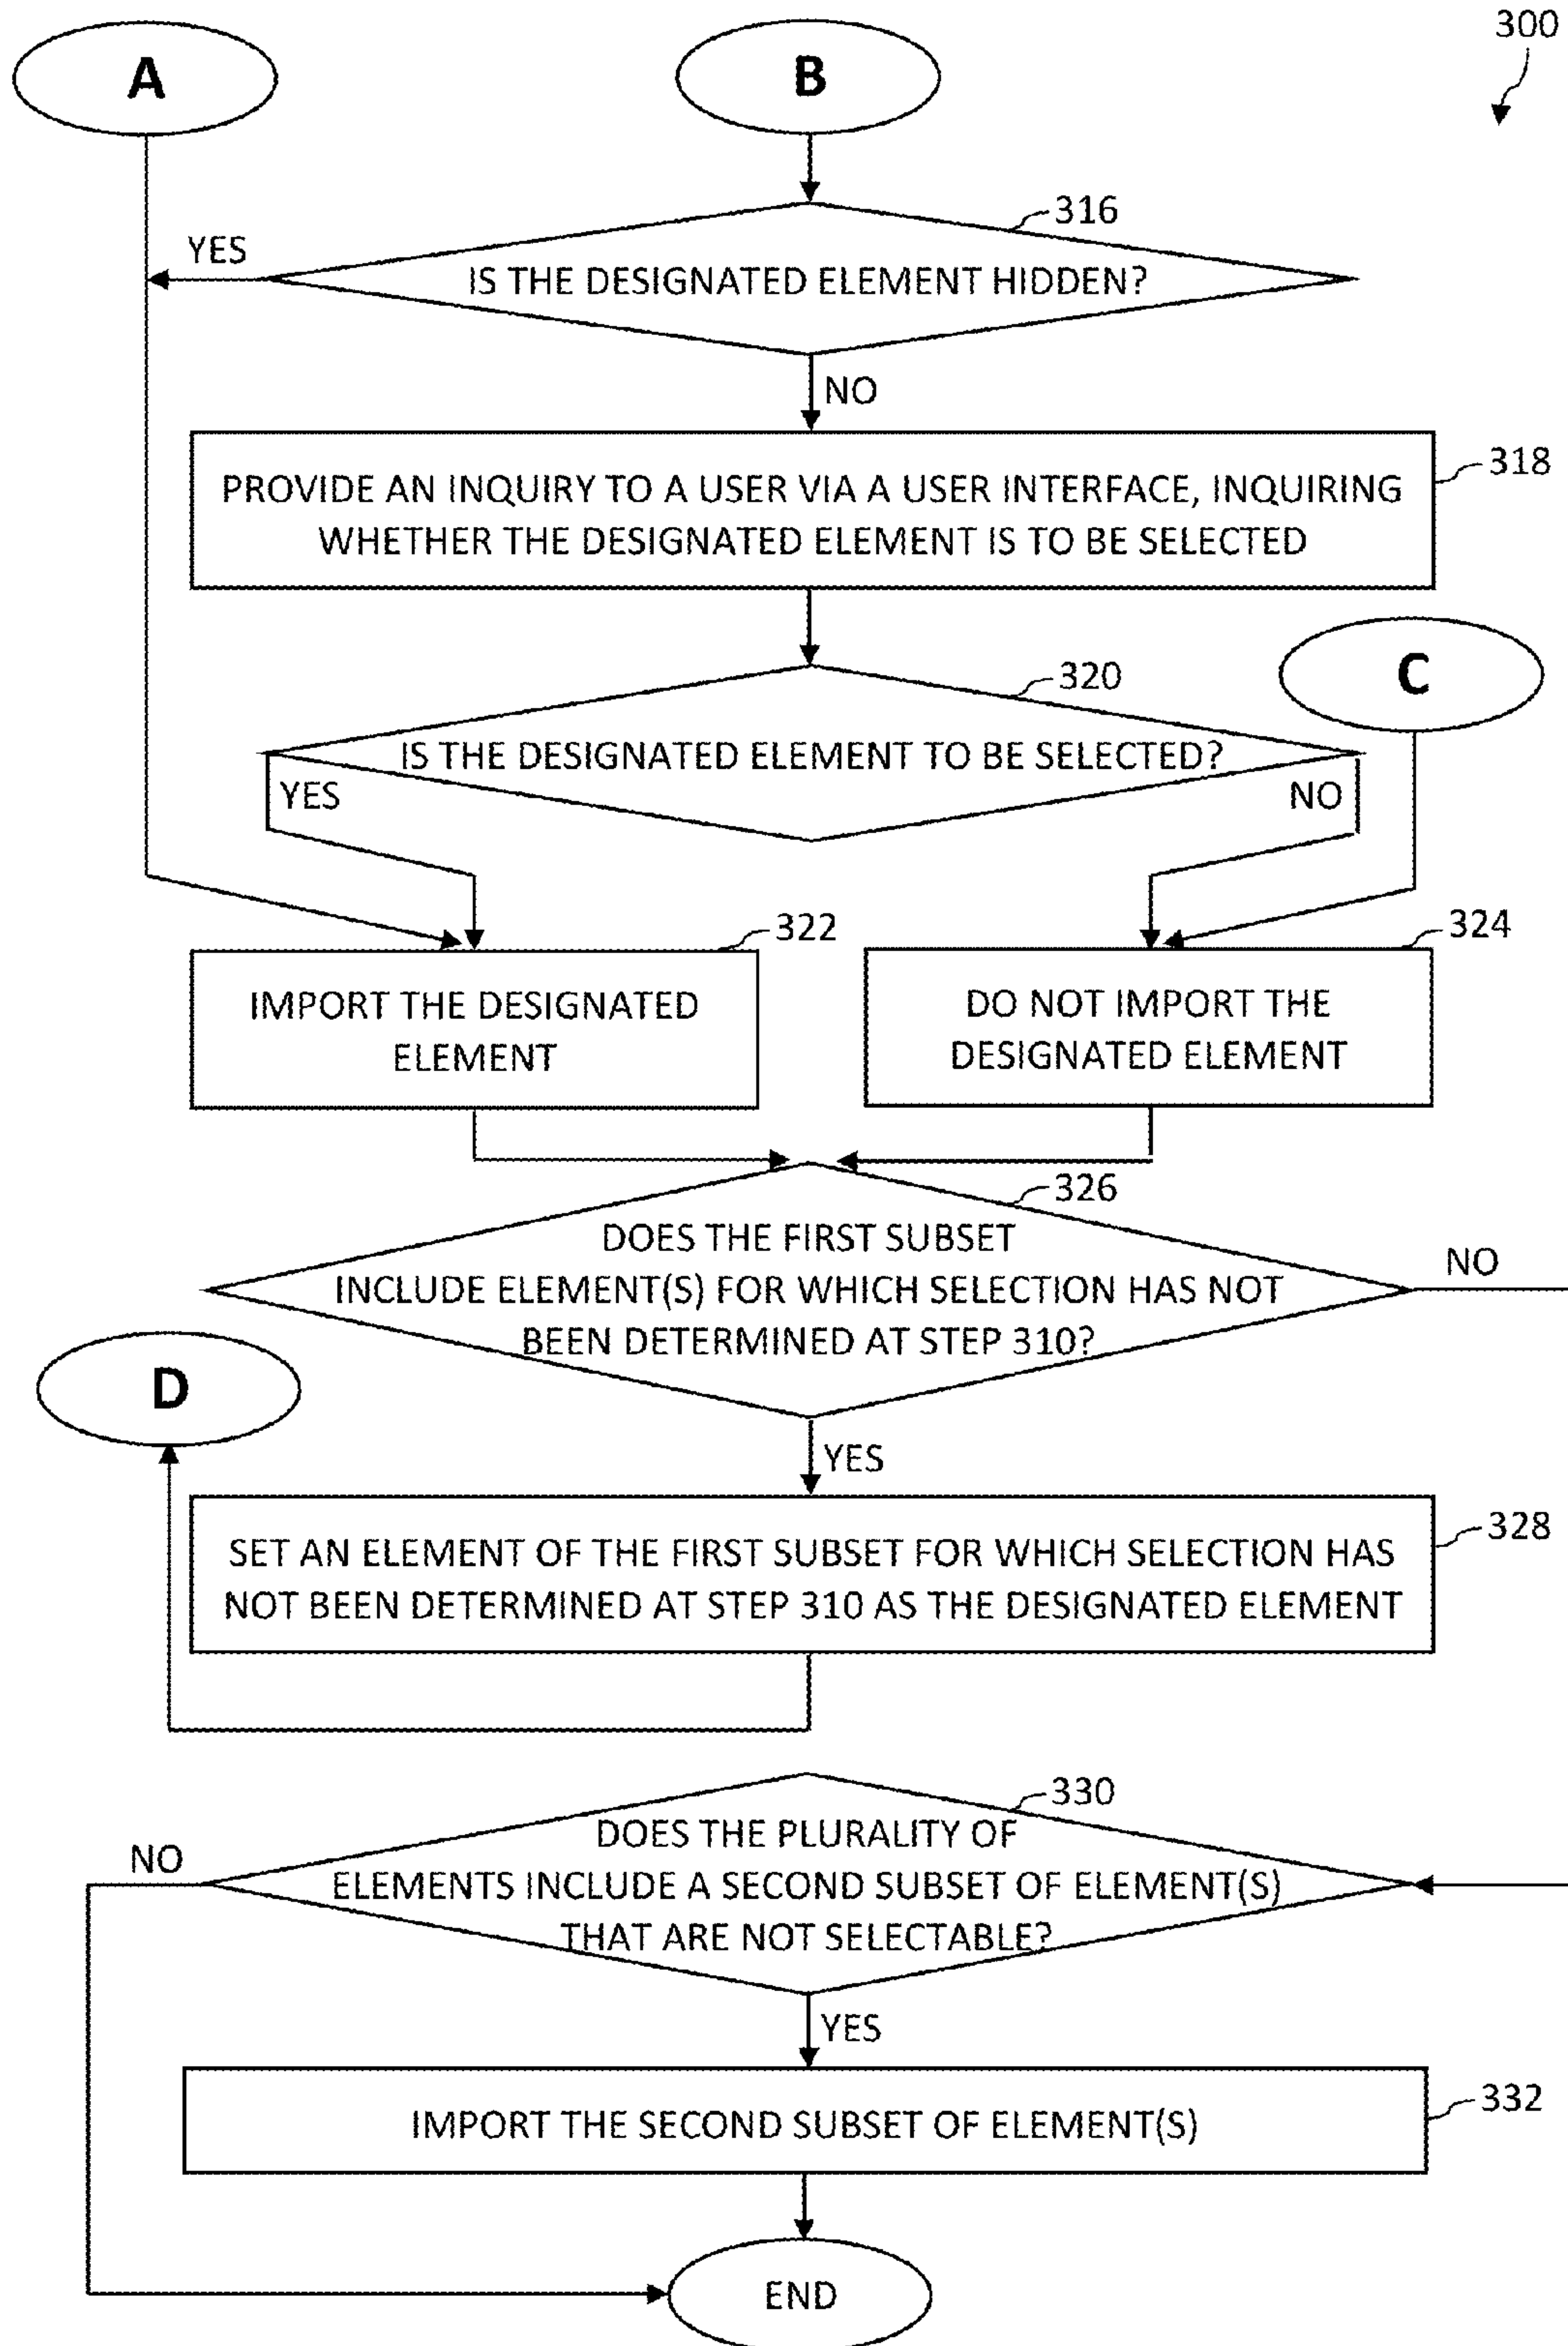 300
A
B
316
YES
IS THE DESIGNATED ELEMENT HIDDEN?
NO
318
PROVIDE AN INQUIRY TO A USER VIA A USER INTERFACE, INQUIRING
WHETHER THE DESIGNATED ELEMENT IS TO BE SELECTED
320
C
IS THE DESIGNATED ELEMENT TO BE SELECTED?
YES
NO
322
324
IMPORT THE DESIGNATED
ELEMENT
DO NOT IMPORT THE
DESIGNATED ELEMENT
326
DOES THE FIRST SUBSET
INCLUDE ELEMENT(S) FOR WHICH SELECTION HAS NOT
BEEN DETERMINED AT STEP 310?
NO
D
YES
328
SET AN ELEMENT OF THE FIRST SUBSET FOR WHICH SELECTION HAS
NOT BEEN DETERMINED AT STEP 310 AS THE DESIGNATED ELEMENT
330
DOES THE PLURALITY OF
ELEMENTS INCLUDE A SECOND SUBSET OF ELEMENT(S)
THAT ARE NOT SELECTABLE?
NO
YES
332
IMPORT THE SECOND SUBSET OF ELEMENT(S)
END